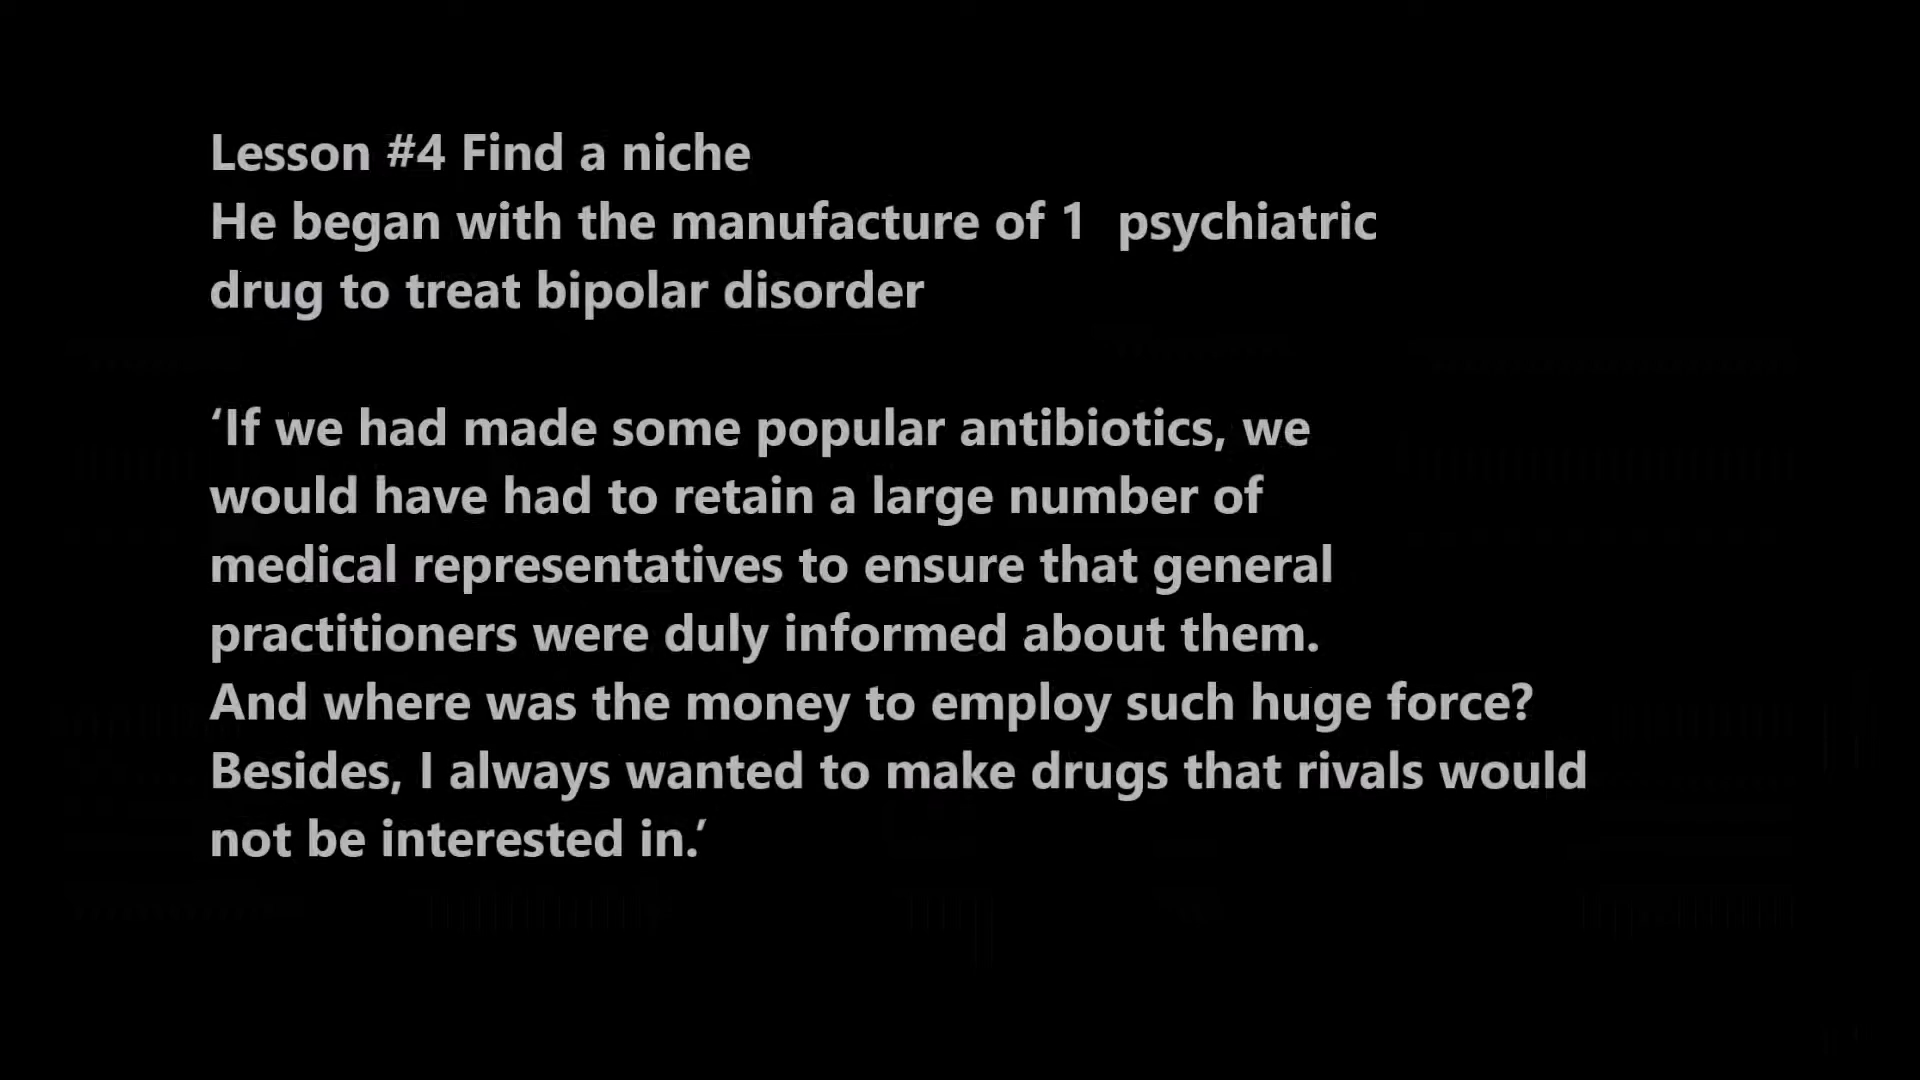 Lesson #4 Find a niche
He began with the manufacture of 1  psychiatric
drug to treat bipolar disorder
‘If we had made some popular antibiotics, we
would have had to retain a large number of
medical representatives to ensure that general
practitioners were duly informed about them.
And where was the money to employ such huge force?
Besides, I always wanted to make drugs that rivals would
not be interested in.’